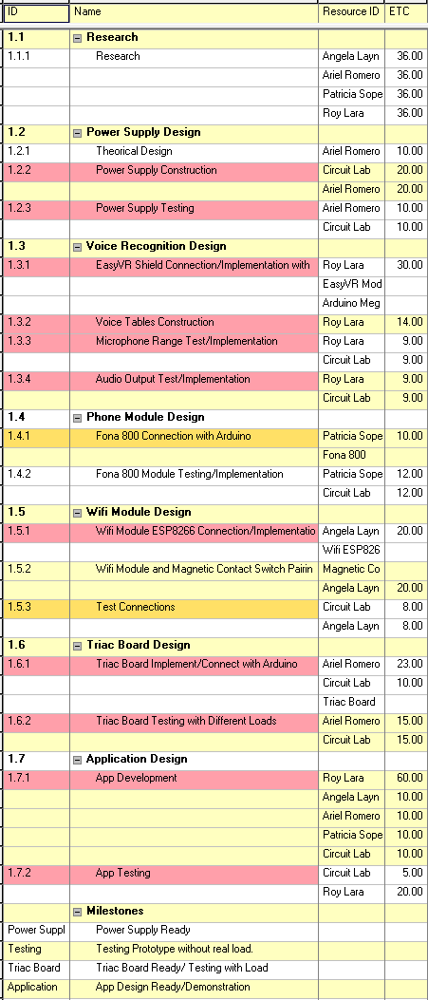 ID Name Resource ID ETC
1.1 Research
1.1.1 Research Angela Layn 36.00
Ariel Romero 36.00
Patricia Sope 36.00
Roy Lara 36.00
1.2 Power Supply Design
1.2.1 Theorical Design Ariel Romero 10.00
1.2.2 Power Supply Construction Circuit Lab 20.00
Ariel Romero 20.00
1.2.3 Power Supply Testing Ariel Romero 10.00
Circuit Lab 10.00
1.3 Voice Recognition Design
1.3.1 EasyVR Shield Connection/Implementation with Roy Lara 30.00
EasyVR Mod
Arduino Meg
1.3.2 Voice Tables Construction Roy Lara 14.00
1.3.3 Microphone Range Test/Implementation Roy Lara 9.00
Circuit Lab 9.00
1.3.4 Audio Output Test/Implementation Roy Lara 9.00
Circuit Lab 9.00
1.4 Phone Module Design
1.4.1 Fona 800 Connection with Arduino Patricia Sope 10.00
Fona 800
1.4.2 Fona 800 Module Testing/Implementation Patricia Sope 12.00
Circuit Lab 12.00
1.5 Wifi Module Design
1.5.1 Wifi Module ESP8266 Connection/Implementatio Angela Layn 20.00
Wifi ESP826
1.5.2 Wifi Module and Magnetic Contact Switch Pairin Magnetic Co
Angela Layn 20.00
1.5.3 Test Connections Circuit Lab 8.00
Angela Layn 8.00
1.6 Triac Board Design
1.6.1 Triac Board Implement/Connect with Arduino Ariel Romero 23.00
Circuit Lab 10.00
Triac Board
1.6.2 Triac Board Testing with Different Loads Ariel Romero 15.00
Circuit Lab 15.00
1.7 Application Design
1.7.1 App Development Roy Lara 60.00
Angela Layn 10.00
Ariel Romero 10.00
Patricia Sope 10.00
Circuit Lab 10.00
1.7.2 App Testing Circuit Lab 5.00
Roy Lara 20.00
Milestones
Power Suppl Power Supply Ready
Testing Testing Prototype without real load.
Triac Board Triac Board Ready/ Testing with Load
Application App Design Ready/Demonstration